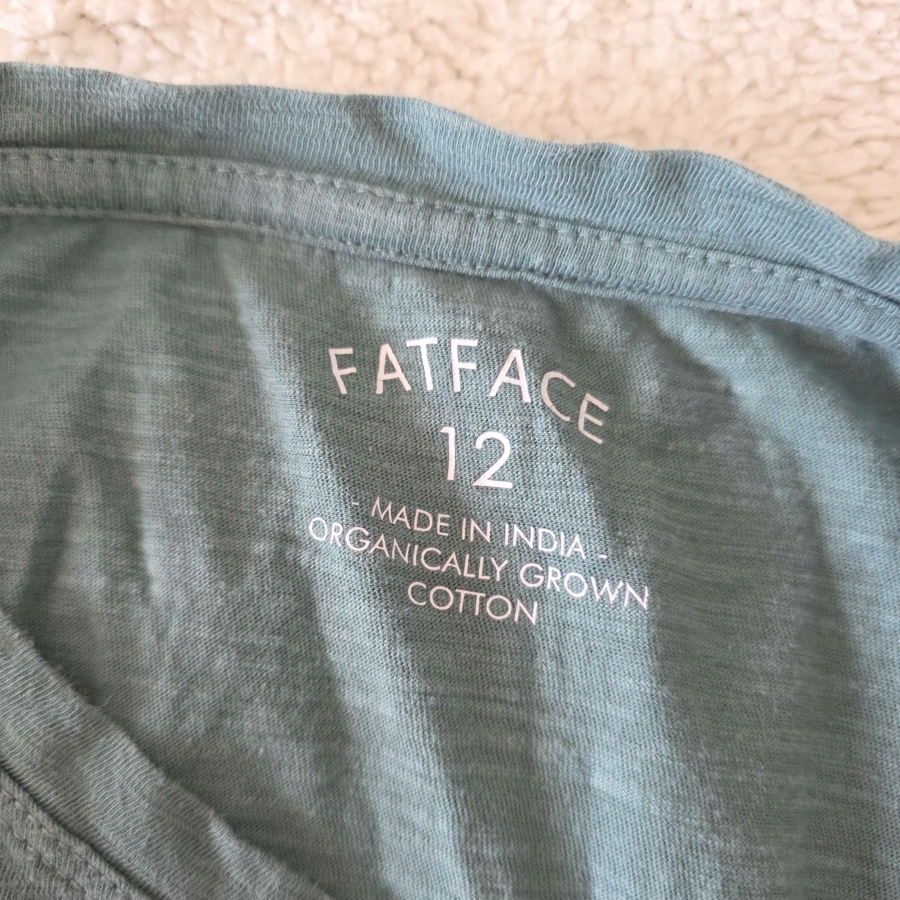 FATFACE
12
- MADE IN INDIA -
ORGANICALLY GROWN
COTTON